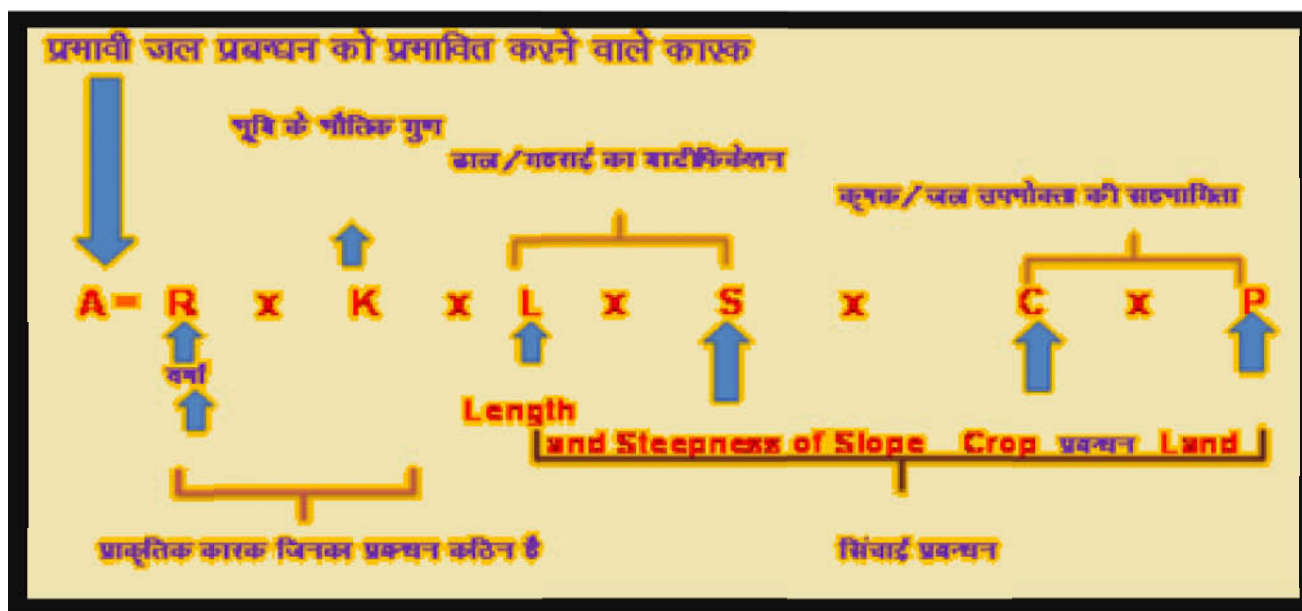 प्रभावी जल प्रबन्धन को प्रभावित करने वाले कारक
भूमि के भौतिक गुण
ढाल/गहराई का
कृषक/जल उपभोक्ता की सहभागिता
A = R x K x L x S x C x P
वर्षा
Length
and Steepness of Slope Crop प्रबन्धन Land
प्राकृतिक कारक जिनका प्रबन्धन कठिन है
सिंचाई प्रबन्धन